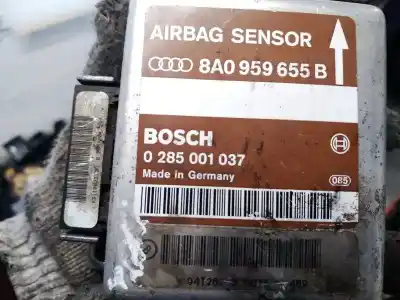 AIRBAG SENSOR
8A0 959 655 B
BOSCH
0 285 001 037
Made in Germany
085